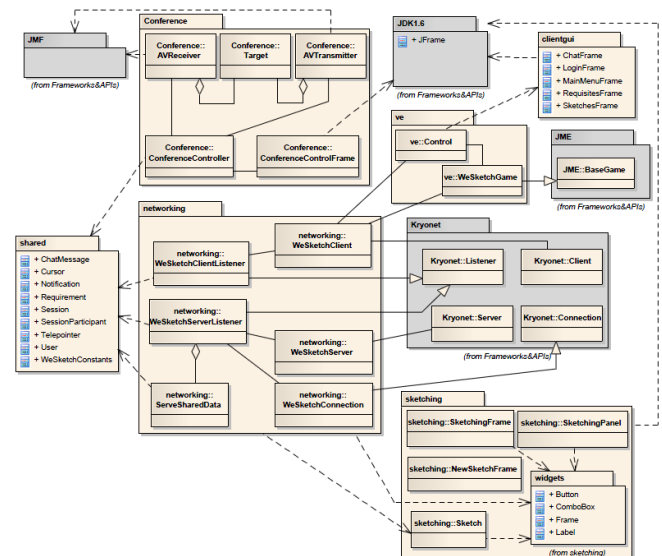 Conference
JMF
(from Frameworks&APIs)
Conference::
AVReceiver
Conference::
Target
Conference::
AVTransmitter
Conference::
ConferenceController
Conference::
ConferenceControlFrame
JDK1.6
+ JFrame
(from Frameworks&APIs)
clientgui
+ ChatFrame
+ LoginFrame
+ MainMenuFrame
+ RequisitesFrame
+ SketchesFrame
ve
ve::Control
ve::WeSketchGame
JME
JME::BaseGame
(from Frameworks&APIs)
shared
+ ChatMessage
+ Cursor
+ Notification
+ Requirement
+ Session
+ SessionParticipant
+ Telepointer
+ User
+ WeSketchConstants
networking
networking::
WeSketchClientListener
networking::
WeSketchClient
networking::
WeSketchServerListener
networking::
WeSketchServer
networking::
ServeSharedData
networking::
WeSketchConnection
Kryonet
Kryonet::Listener
Kryonet::Client
Kryonet::Server
Kryonet::Connection
(from Frameworks&APIs)
sketching
sketching::SketchingFrame
sketching::SketchingPanel
sketching::NewSketchFrame
sketching::Sketch
widgets
+ Button
+ ComboBox
+ Frame
+ Label
(from sketching)